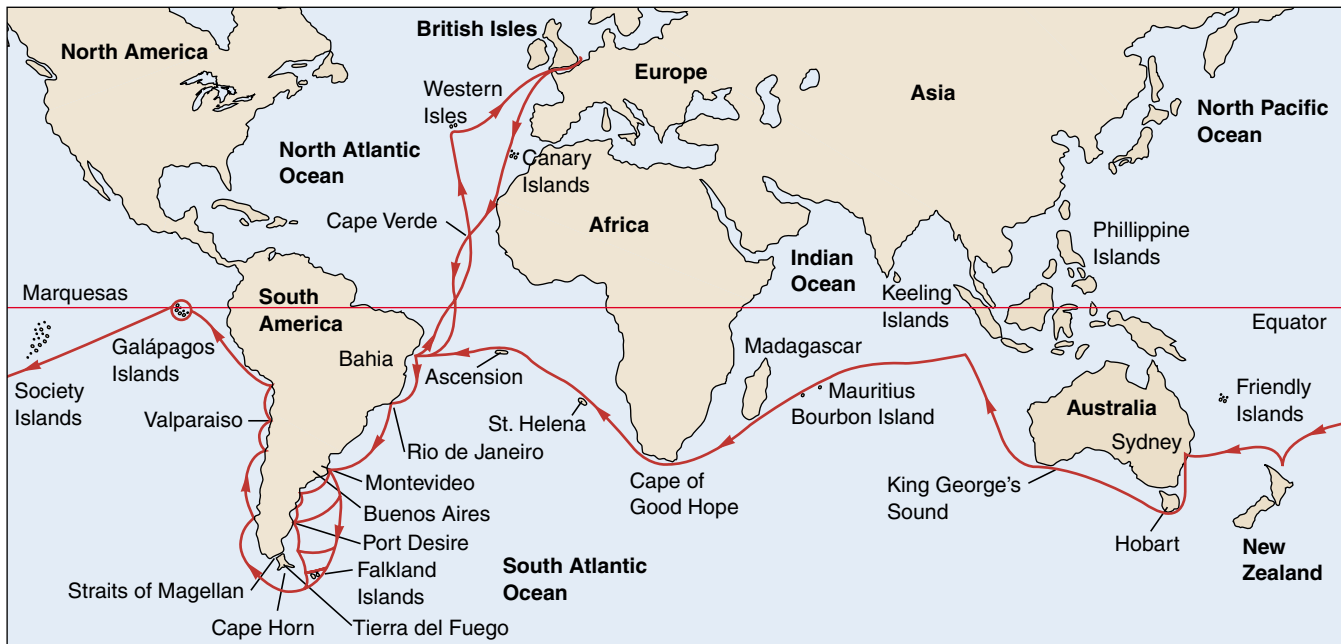 North America
British Isles
Europe
Asia
North Pacific
Ocean
Western
Isles
North Atlantic
Ocean
Canary
Islands
Cape Verde
Africa
Indian
Ocean
Phillippine
Islands
Marquesas
South
America
Keeling
Islands
Equator
Galápagos
Islands
Bahia
Ascension
Madagascar
Society
Islands
Mauritius
Bourbon Island
Friendly
Islands
Valparaiso
St. Helena
Australia
Sydney
Rio de Janeiro
Montevideo
Cape of
Good Hope
King George's
Sound
Buenos Aires
Port Desire
Hobart
New
Zealand
Straits of Magellan
Falkland
Islands
South Atlantic
Ocean
Cape Horn
Tierra del Fuego